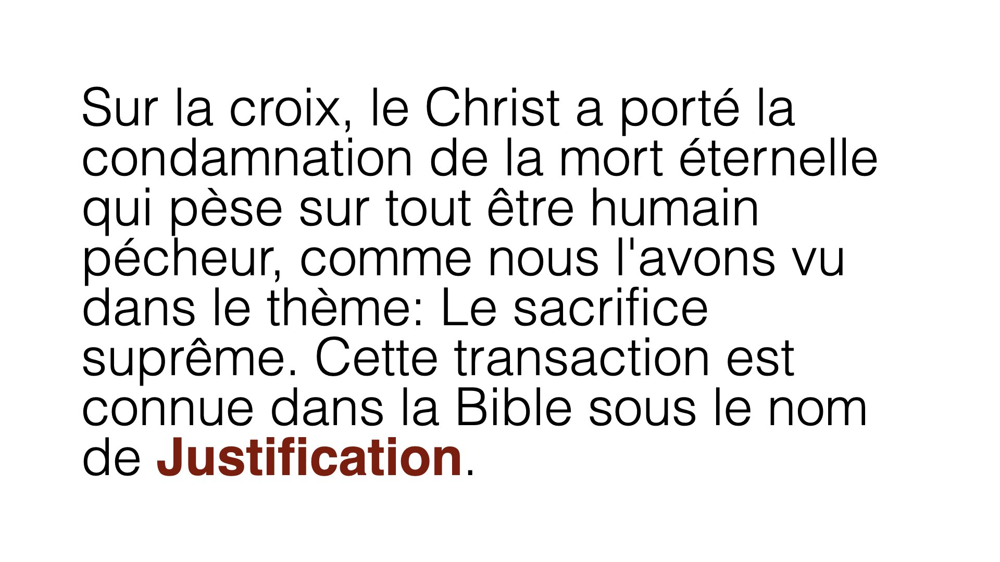 Sur la croix, le Christ a porté la
condamnation de la mort éternelle
qui pèse sur tout être humain
pécheur, comme nous l'avons vu
dans le thème: Le sacrifice
suprême. Cette transaction est
connue dans la Bible sous le nom
de Justification.